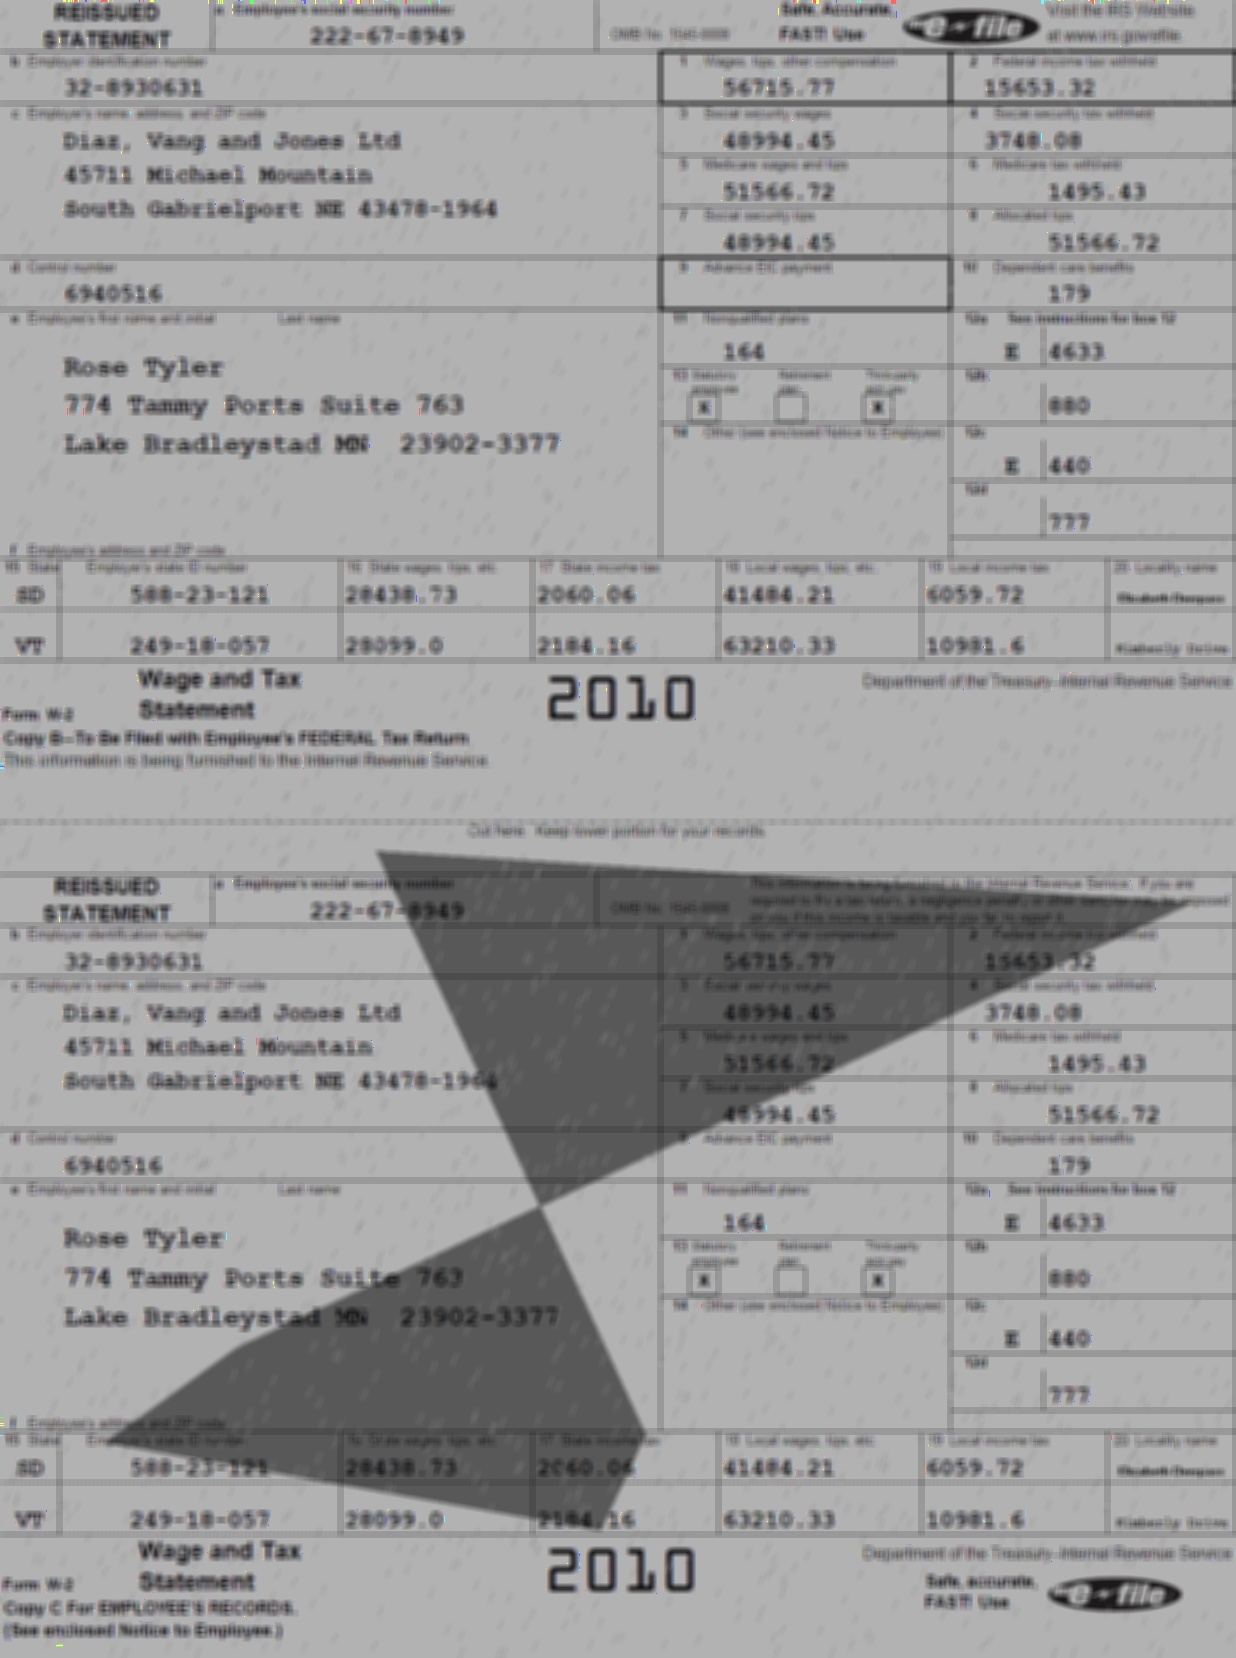 REISSUED STATEMENT
a Employee's social security number
222-67-8949
OMB No. 1545-0008
Safe, Accurate, FAST! Use
e-file
Visit the IRS Website at www.irs.gov/efile.
b Employer identification number
32-8930631
1 Wages, tips, other compensation
56715.77
2 Federal income tax withheld
15653.32
c Employer's name, address, and ZIP code
Diaz, Vang and Jones Ltd
45711 Michael Mountain
South Gabrielport NE 43478-1964
3 Social security wages
48994.45
4 Social security tax withheld
3748.08
5 Medicare wages and tips
51566.72
6 Medicare tax withheld
1495.43
7 Social security tips
48994.45
8 Allocated tips
51566.72
d Control number
6940516
9 Advance EIC payment
10 Dependent care benefits
179
e Employee's first name and initial Last name
Rose Tyler
774 Tammy Ports Suite 763
Lake Bradleystad MN 23902-3377
11 Nonqualified plans
164
12a See instructions for box 12
E 4633
13 Statutory employee
Retirement plan
Third-party sick pay
X X
12b
880
14 Other (see enclosed Notice to Employee)
12c
E 440
12d
777
f Employee's address and ZIP code
15 State Employer's state ID number 16 State wages, tips, etc. 17 State income tax 18 Local wages, tips, etc. 19 Local income tax 20 Locality name
SD 588-23-121 28438.73 2060.06 41484.21 6059.72
VT 249-18-057 28099.0 2184.16 63210.33 10981.6
Wage and Tax
Statement
Form W-2
2010
Department of the Treasury-Internal Revenue Service
Copy B--To Be Filed with Employee's FEDERAL Tax Return
This information is being furnished to the Internal Revenue Service.
Cut here. Keep lower portion for your records.
REISSUED STATEMENT
a Employee's social security number
222-67-8949
OMB No. 1545-0008
This information is being furnished to the Internal Revenue Service. If you are
required to file a tax return, a negligence penalty or other sanction may be imposed
on you if this income is taxable and you fail to report it.
b Employer identification number
32-8930631
1 Wages, tips, other compensation
56715.77
2 Federal income tax withheld
15653.32
c Employer's name, address, and ZIP code
Diaz, Vang and Jones Ltd
45711 Michael Mountain
South Gabrielport NE 43478-1964
3 Social security wages
48994.45
4 Social security tax withheld
3748.08
5 Medicare wages and tips
51566.72
6 Medicare tax withheld
1495.43
7 Social security tips
48994.45
8 Allocated tips
51566.72
d Control number
6940516
9 Advance EIC payment
10 Dependent care benefits
179
e Employee's first name and initial Last name
Rose Tyler
774 Tammy Ports Suite 763
Lake Bradleystad MN 23902-3377
11 Nonqualified plans
164
12a See instructions for box 12
E 4633
13 Statutory employee
Retirement plan
Third-party sick pay
X X
12b
880
14 Other (see enclosed Notice to Employee)
12c
E 440
12d
777
f Employee's address and ZIP code
15 State Employer's state ID number 16 State wages, tips, etc. 17 State income tax 18 Local wages, tips, etc. 19 Local income tax 20 Locality name
SD 588-23-121 28438.73 2060.06 41484.21 6059.72
VT 249-18-057 28099.0 2184.16 63210.33 10981.6
Wage and Tax
Statement
Form W-2
2010
Department of the Treasury-Internal Revenue Service
Safe, accurate, FAST! Use
e-file
Copy C For EMPLOYEE'S RECORDS.
(See enclosed Notice to Employee.)